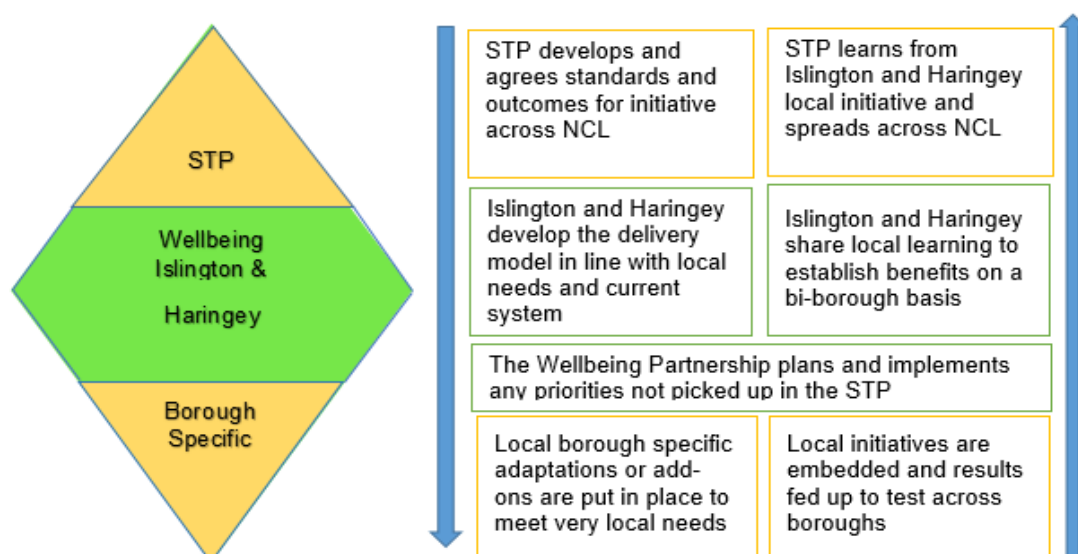 STP
Wellbeing
Islington &
Haringey
Borough
Specific
STP develops and
agrees standards and
outcomes for initiative
across NCL
STP learns from
Islington and Haringey
local initiative and
spreads across NCL
Islington and Haringey
develop the delivery
model in line with local
needs and current
system
Islington and Haringey
share local learning to
establish benefits on a
bi-borough basis
The Wellbeing Partnership plans and implements
any priorities not picked up in the STP
Local borough specific
adaptations or add-
ons are put in place to
meet very local needs
Local initiatives are
embedded and results
fed up to test across
boroughs